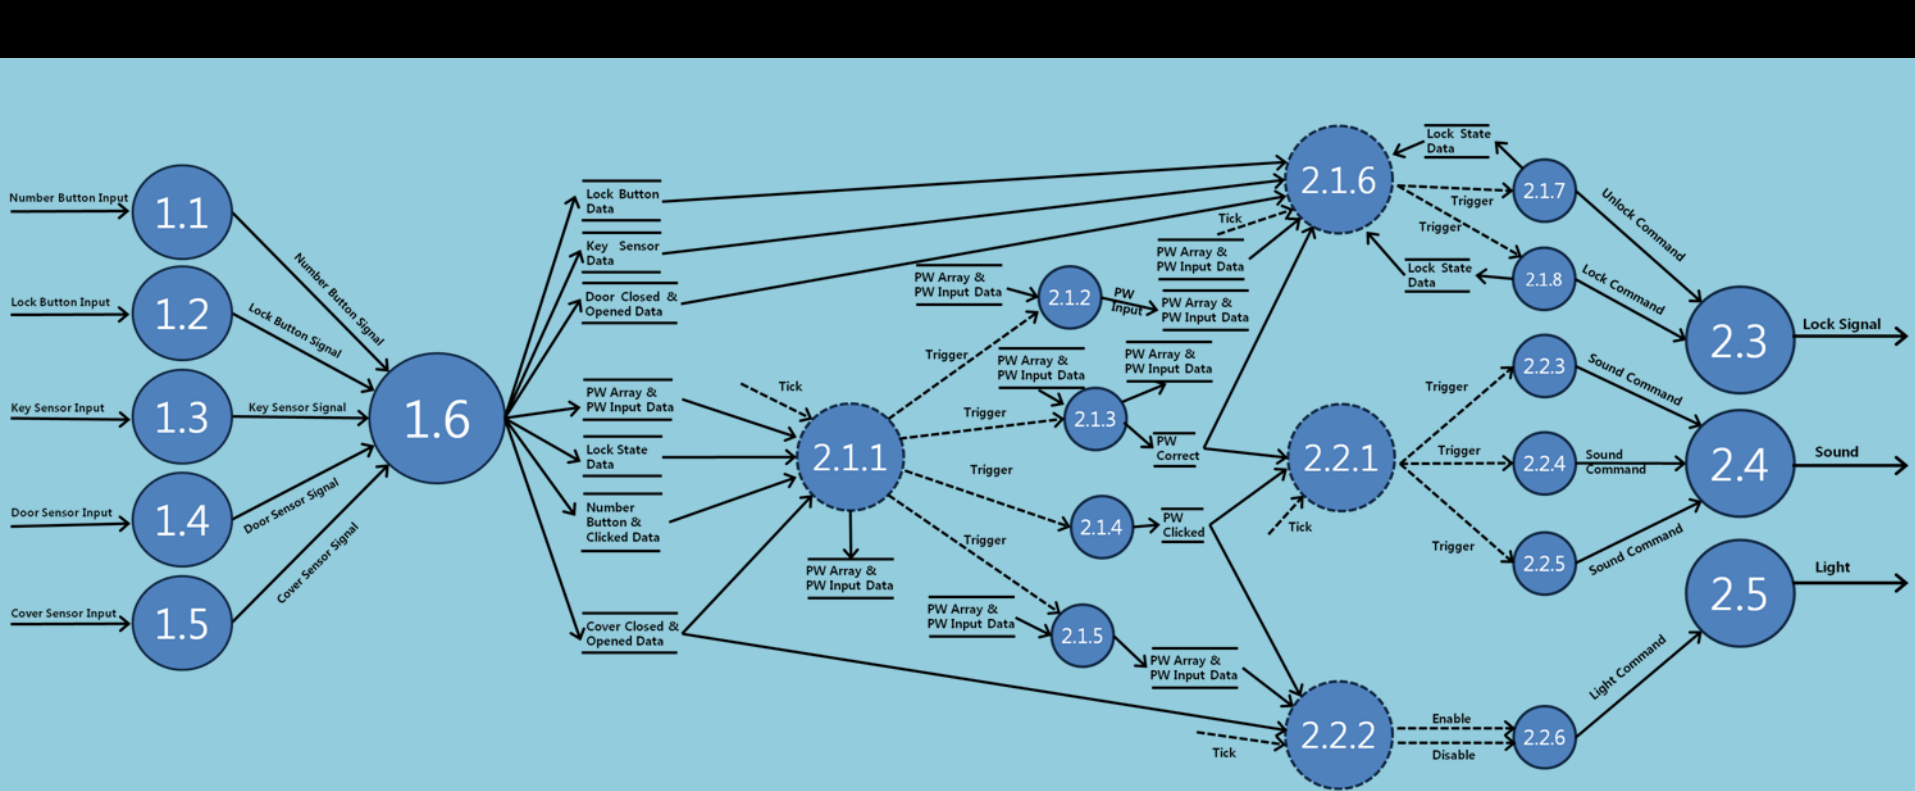 Number Button Input
1.1
Number Button Signal
Lock Button Input
1.2
Lock Button Signal
Key Sensor Input
1.3
Key Sensor Signal
Door Sensor Input
1.4
Door Sensor Signal
Cover Sensor Input
1.5
Cover Sensor Signal
1.6
Lock Button
Data
Key Sensor
Data
Door Closed &
Opened Data
PW Array &
PW Input Data
Lock State
Data
Number
Button &
Clicked Data
Cover Closed &
Opened Data
Tick
2.1.1
PW Array &
PW Input Data
Trigger
Trigger
Trigger
Trigger
PW Array &
PW Input Data
2.1.2
PW
Input
PW Array &
PW Input Data
PW Array &
PW Input Data
2.1.3
PW Array &
PW Input Data
PW
Correct
2.1.4
PW
Clicked
PW Array &
PW Input Data
2.1.5
PW Array &
PW Input Data
Tick
PW Array &
PW Input Data
2.1.6
Lock State
Data
Trigger
Trigger
Lock State
Data
2.1.7
2.1.8
Unlock Command
Lock Command
2.3
Lock Signal
2.2.1
Tick
Trigger
Trigger
Trigger
2.2.3
2.2.4
2.2.5
Sound Command
Sound
Command
Sound Command
2.4
Sound
2.2.2
Tick
Enable
Disable
2.2.6
Light Command
2.5
Light